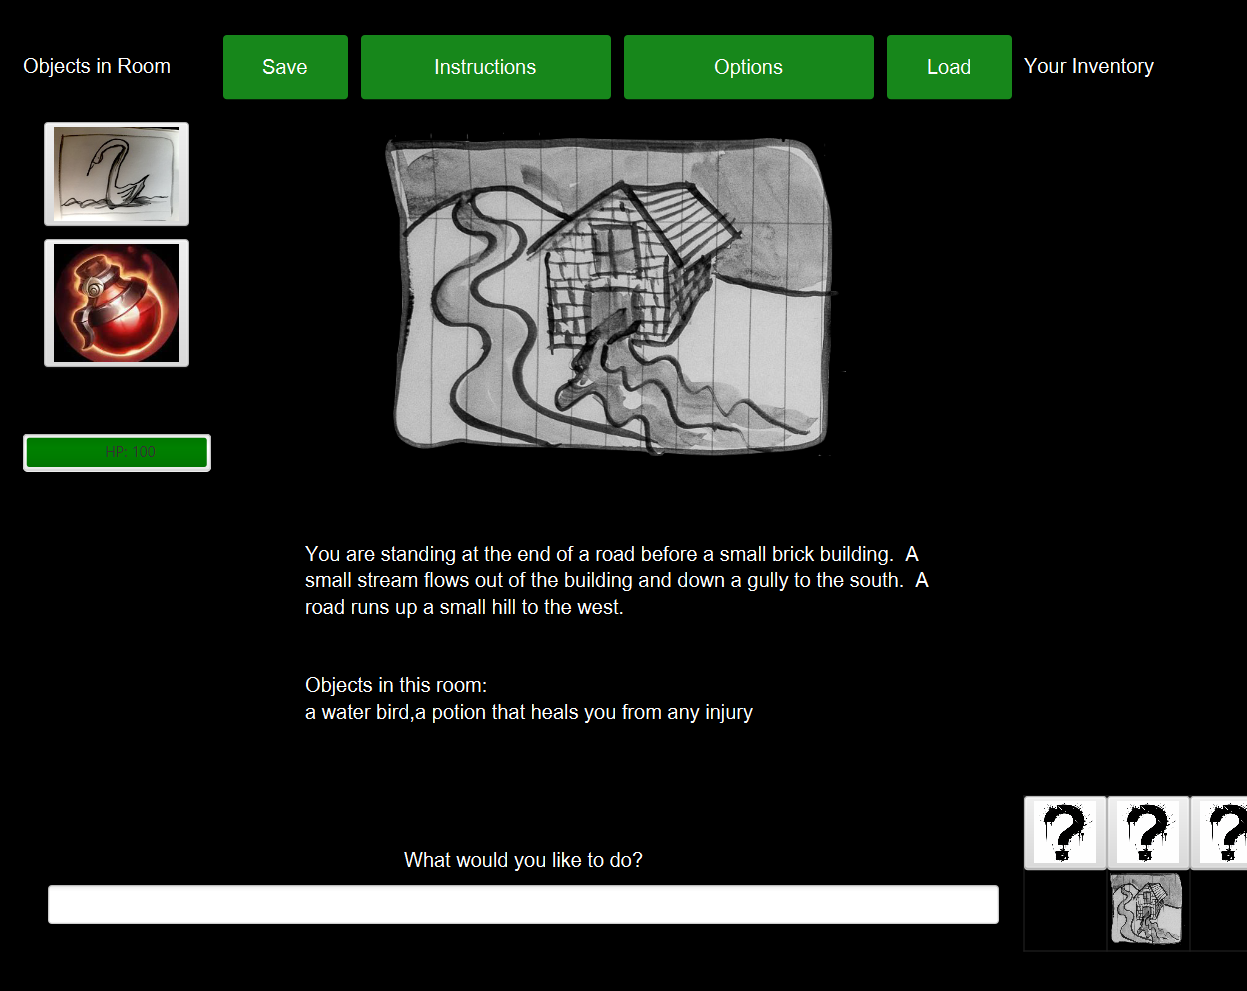 Objects in Room
Save
Instructions
Options
Load
Your Inventory
HP: 100
You are standing at the end of a road before a small brick building.  A
small stream flows out of the building and down a gully to the south.  A
road runs up a small hill to the west.
Objects in this room:
a water bird,a potion that heals you from any injury
What would you like to do?
? ? ?